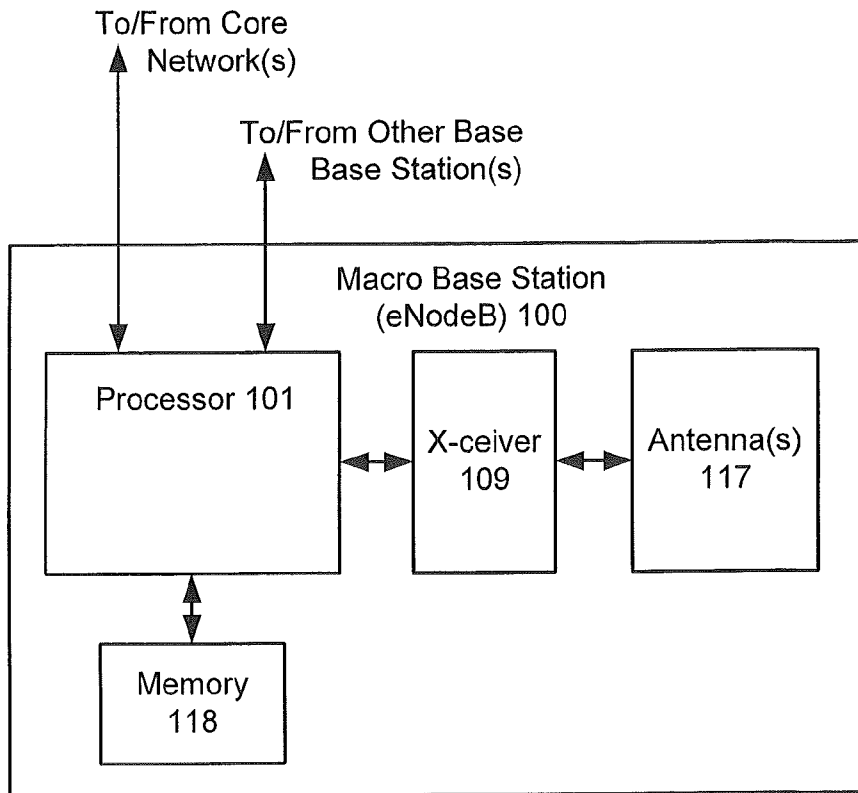 To/From Core
Network(s)
To/From Other Base
Base Station(s)
Macro Base Station
(eNodeB) 100
Processor 101
X-ceiver
109
Antenna(s)
117
Memory
118